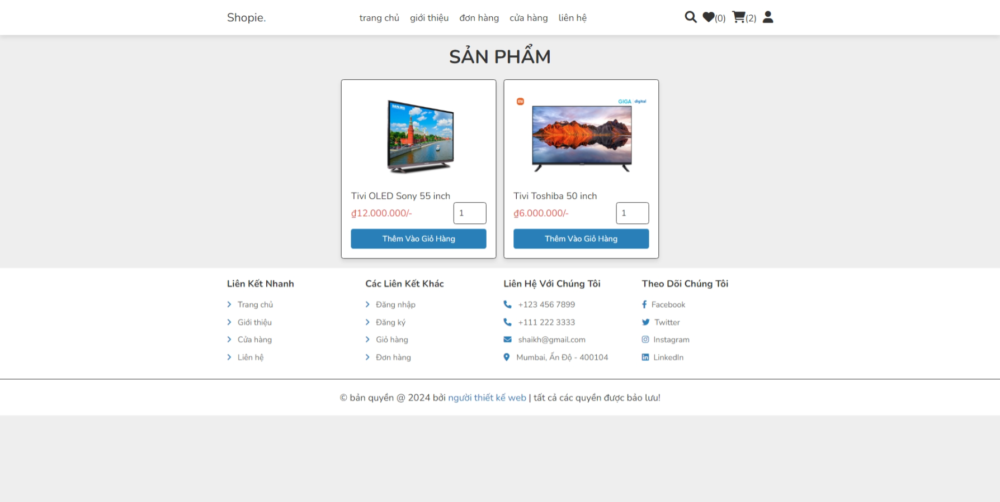 Shopie.
trang chủ giới thiệu đơn hàng cửa hàng liên hệ
(0) (2)
SẢN PHẨM
GIGA digital
Tivi OLED Sony 55 inch
₫12.000.000/-
1
Thêm Vào Giỏ Hàng
Tivi Toshiba 50 inch
₫6.000.000/-
1
Thêm Vào Giỏ Hàng
Liên Kết Nhanh
Trang chủ
Giới thiệu
Cửa hàng
Liên hệ
Các Liên Kết Khác
Đăng nhập
Đăng ký
Giỏ hàng
Đơn hàng
Liên Hệ Với Chúng Tôi
+123 456 7899
+111 222 3333
shaikh@gmail.com
Mumbai, Ấn Độ - 400104
Theo Dõi Chúng Tôi
Facebook
Twitter
Instagram
LinkedIn
© bản quyền @ 2024 bởi người thiết kế web | tất cả các quyền được bảo lưu!